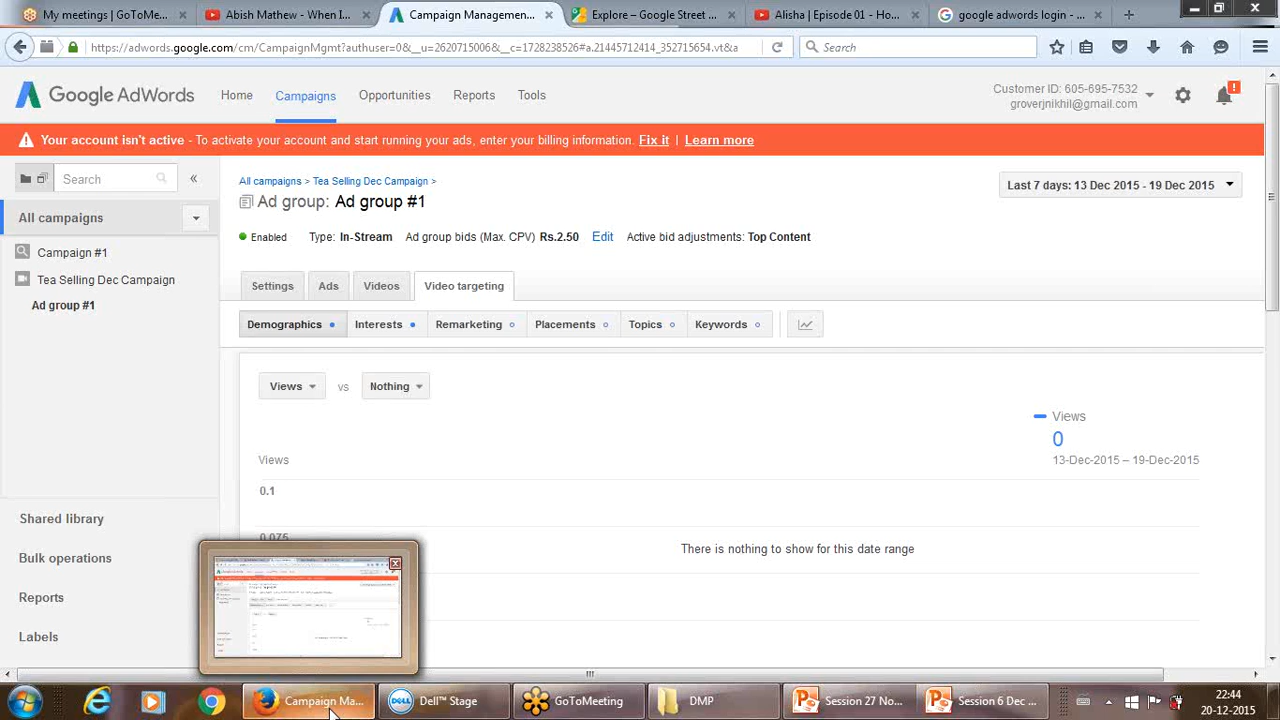 My meetings | GoToMe...
Abish Mathew - When I...
Campaign Management...
Explore - Google Street ...
Alisha | Episode 01 - Ho...
google adwords login - ...
https://adwords.google.com/cm/CampaignMgmt?authuser=0&__u=2620715006&__c=1728238526#a.21445712414_352715654.vt&a
Search
Google AdWords
Home
Campaigns
Opportunities
Reports
Tools
Customer ID: 605-695-7532
groverjnikhil@gmail.com
Your account isn't active - To activate your account and start running your ads, enter your billing information. Fix it | Learn more
Search
«
All campaigns > Tea Selling Dec Campaign >
Last 7 days: 13 Dec 2015 - 19 Dec 2015
Ad group: Ad group #1
All campaigns
Enabled Type: In-Stream Ad group bids (Max. CPV) Rs.2.50 Edit Active bid adjustments: Top Content
Campaign #1
Tea Selling Dec Campaign
Ad group #1
Settings
Ads
Videos
Video targeting
Demographics
Interests
Remarketing
Placements
Topics
Keywords
Views vs Nothing
Views
0
13-Dec-2015 – 19-Dec-2015
Views
0.1
0.075
There is nothing to show for this date range
Shared library
Bulk operations
Reports
Labels
Campaign Ma...
DELL
Dell™ Stage
GoToMeeting
DMP
Session 27 No...
Session 6 Dec ...
22:44
20-12-2015